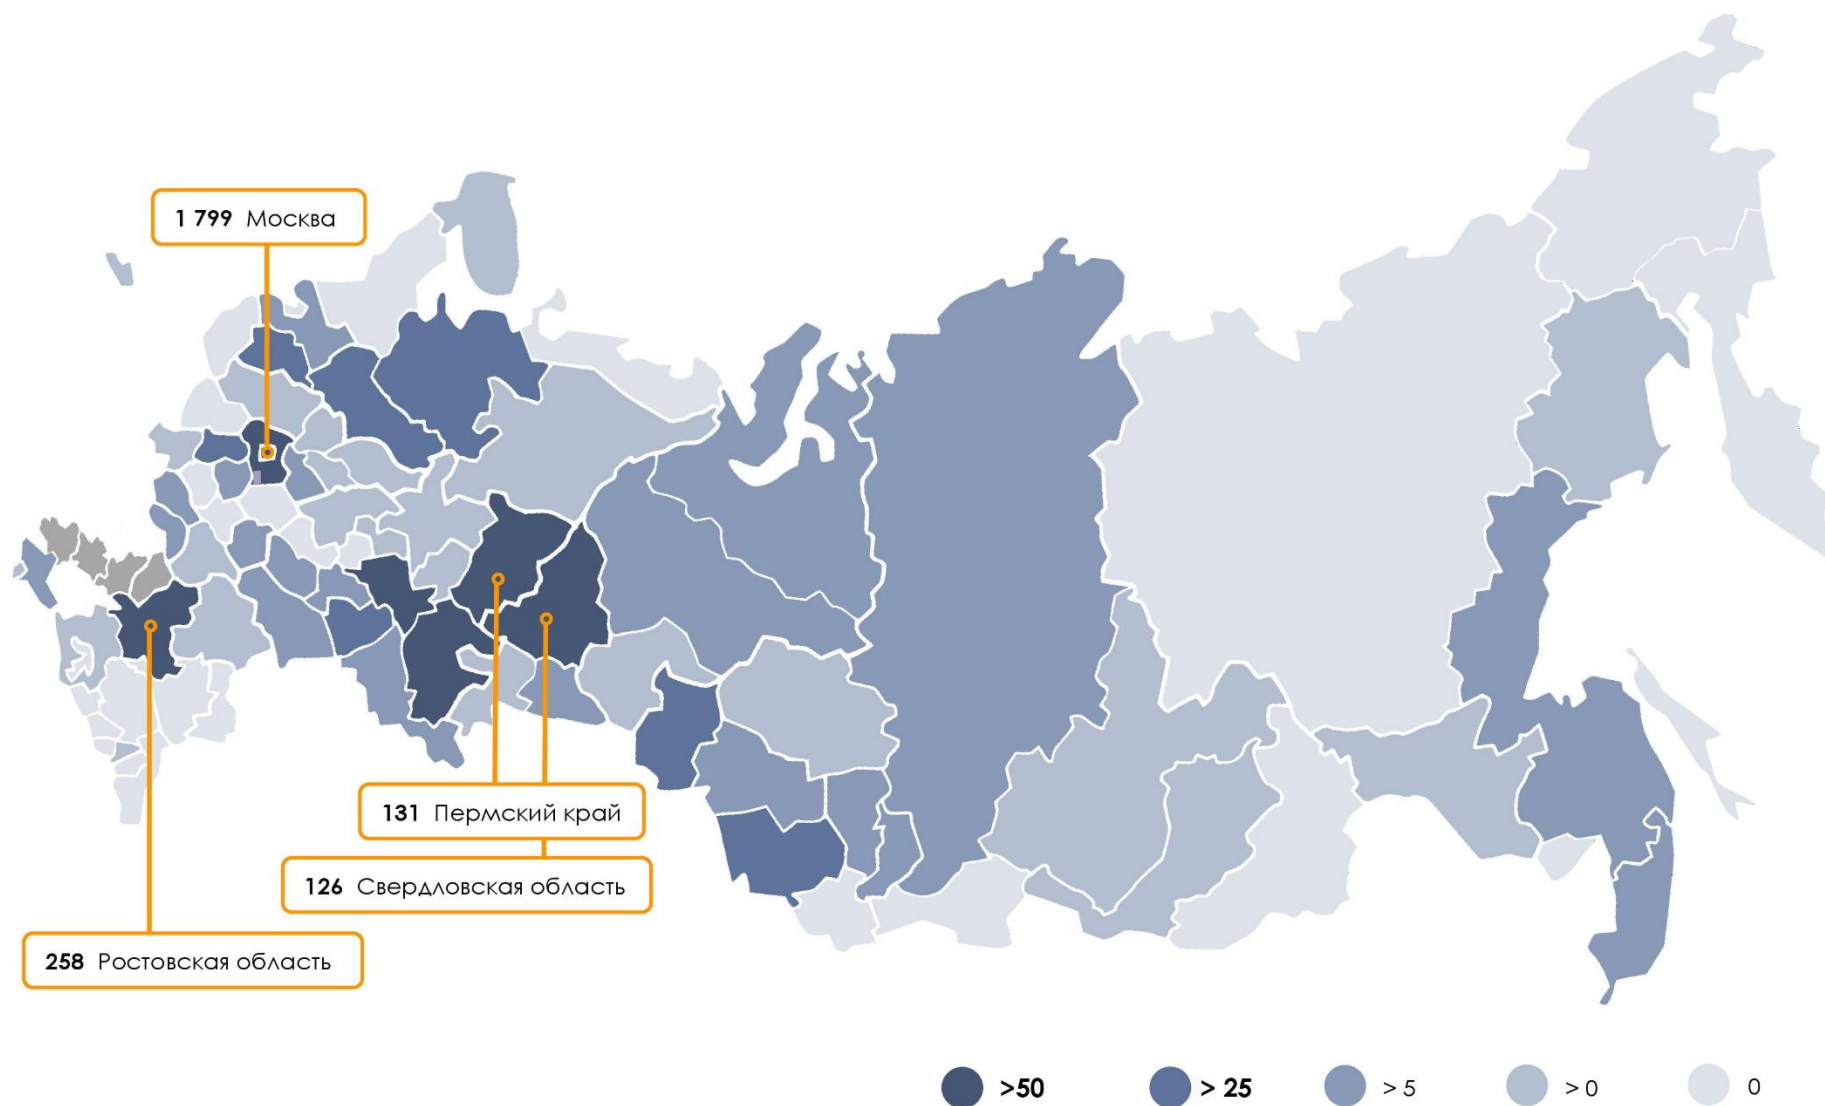 1 799 Москва
131 Пермский край
126 Свердловская область
258 Ростовская область
>50
> 25
> 5
> 0
0